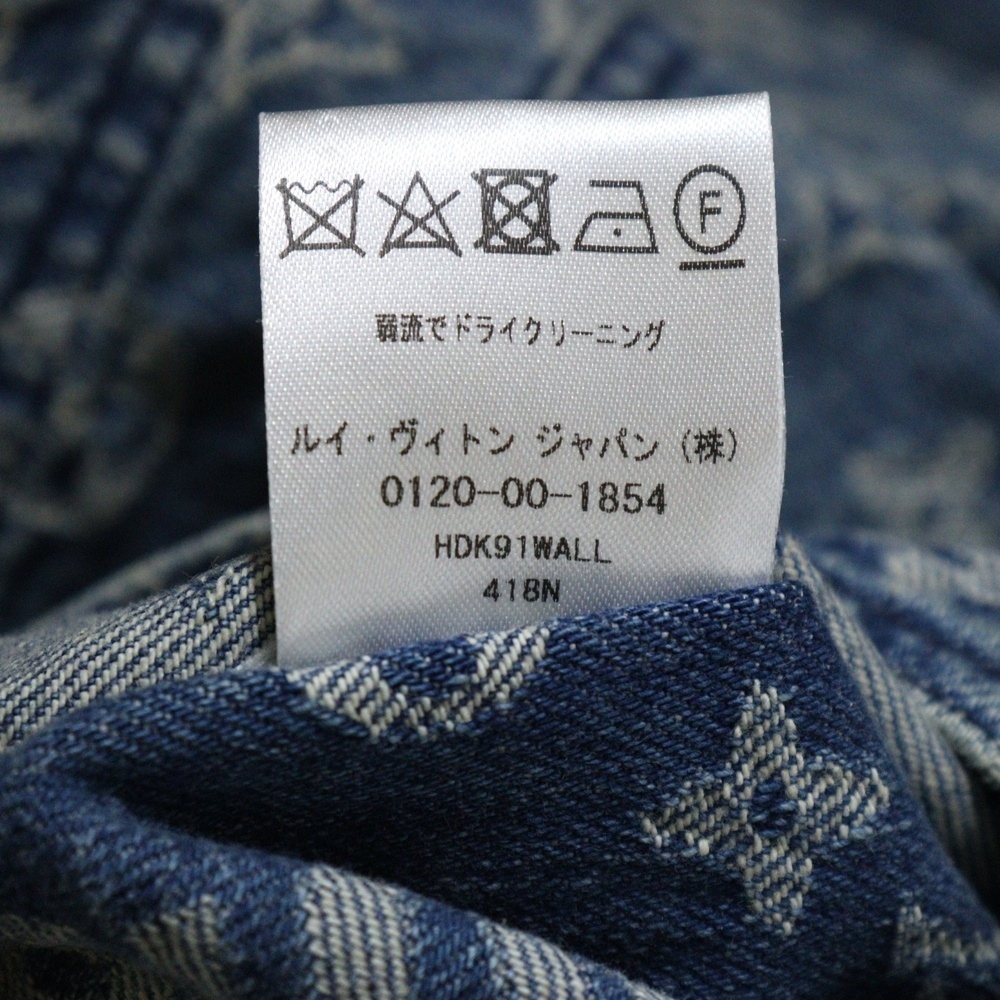 F
弱流でドライクリーニング
ルイ・ヴィトン ジャパン（株）
0120-00-1854
HDK91WALL
418N